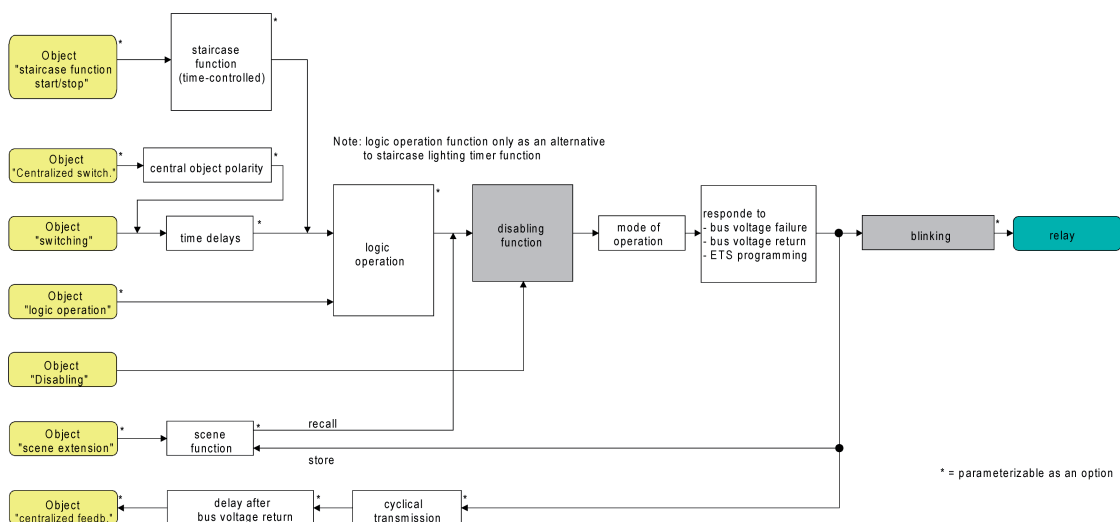 *
*
Object
"staircase function
start/stop"
staircase
function
(time-controlled)
Note: logic operation function only as an alternative
to staircase lighting timer function
*
*
Object
"Centralized switch."
central object polarity
*
*
Object
"switching"
time delays
logic
operation
disabling
function
mode of
operation
responde to
- bus voltage failure
- bus voltage return
- ETS programming
*
blinking
relay
*
Object
"logic operation"
Object
"Disabling"
*
*
Object
"scene extension"
scene
function
recall
store
* = parameterizable as an option
*
*
*
Object
"centralized feedb."
delay after
bus voltage return
cyclical
transmission